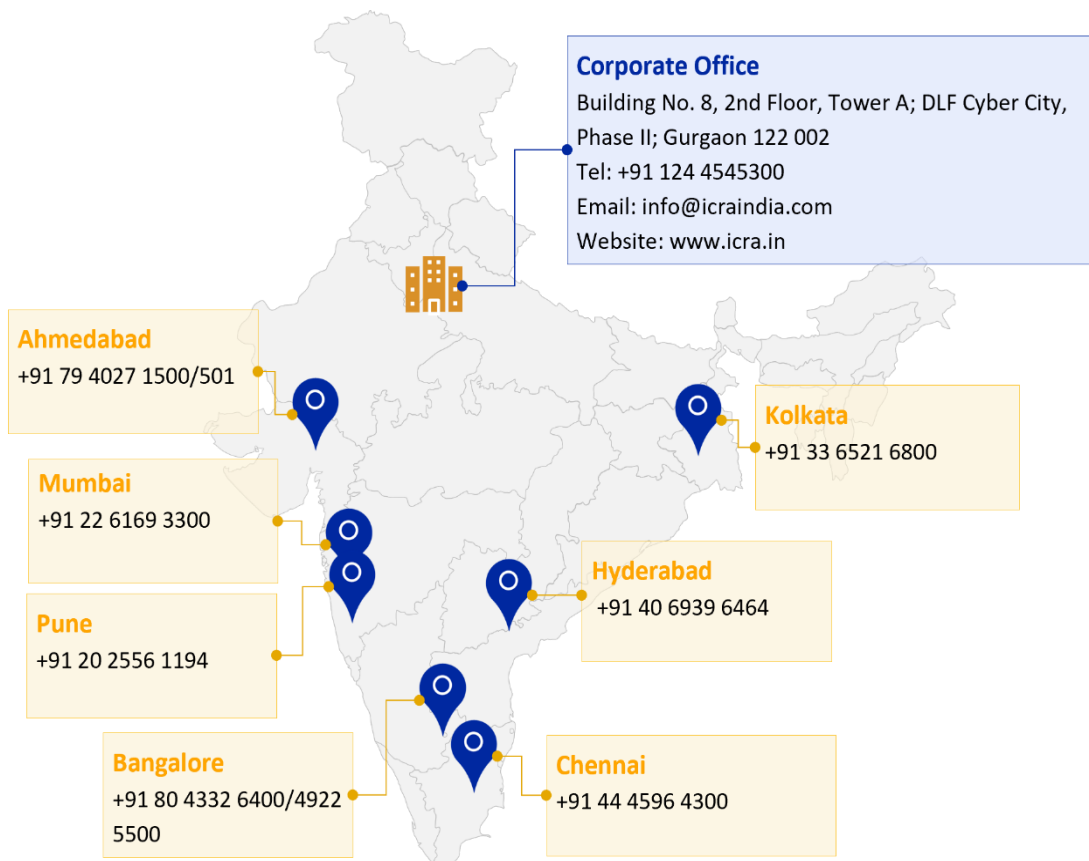 Corporate Office
Building No. 8, 2nd Floor, Tower A; DLF Cyber City,
Phase II; Gurgaon 122 002
Tel: +91 124 4545300
Email: info@icraindia.com
Website: www.icra.in
Ahmedabad
+91 79 4027 1500/501
Kolkata
+91 33 6521 6800
Mumbai
+91 22 6169 3300
Hyderabad
+91 40 6939 6464
Pune
+91 20 2556 1194
Bangalore
+91 80 4332 6400/4922
5500
Chennai
+91 44 4596 4300